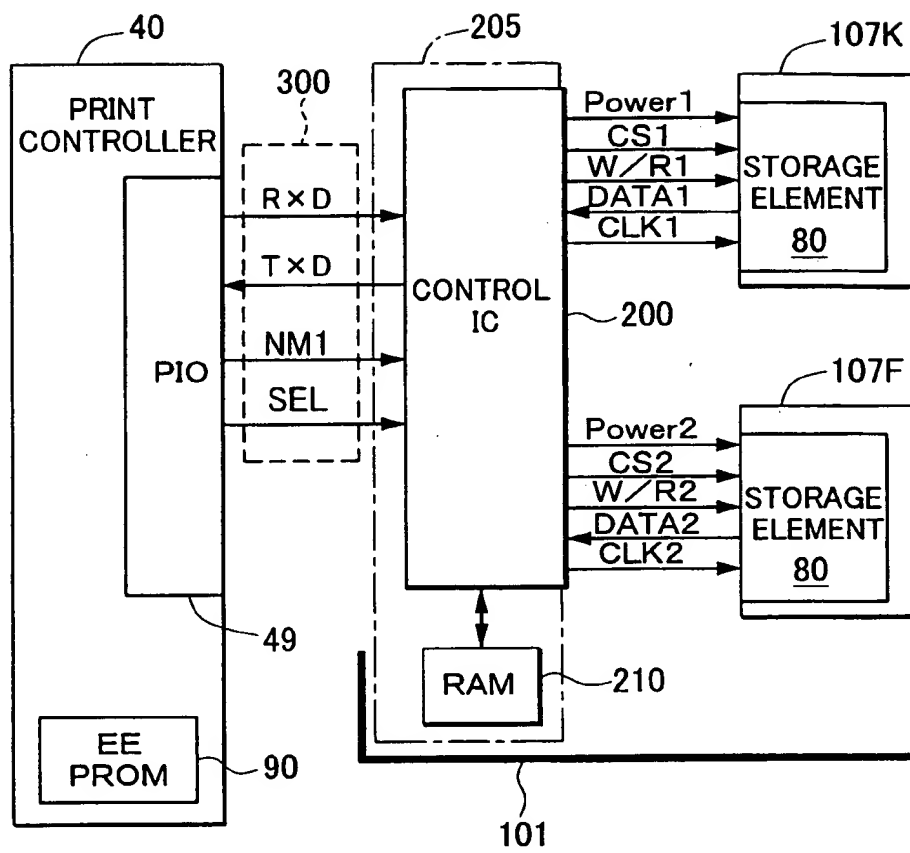 40
205
107K
PRINT
CONTROLLER
300
R×D
T×D
NM1
SEL
PIO
49
EE
PROM
90
CONTROL
IC
200
RAM
210
101
Power1
CS1
W/R1
DATA1
CLK1
STORAGE
ELEMENT
80
107F
Power2
CS2
W/R2
DATA2
CLK2
STORAGE
ELEMENT
80